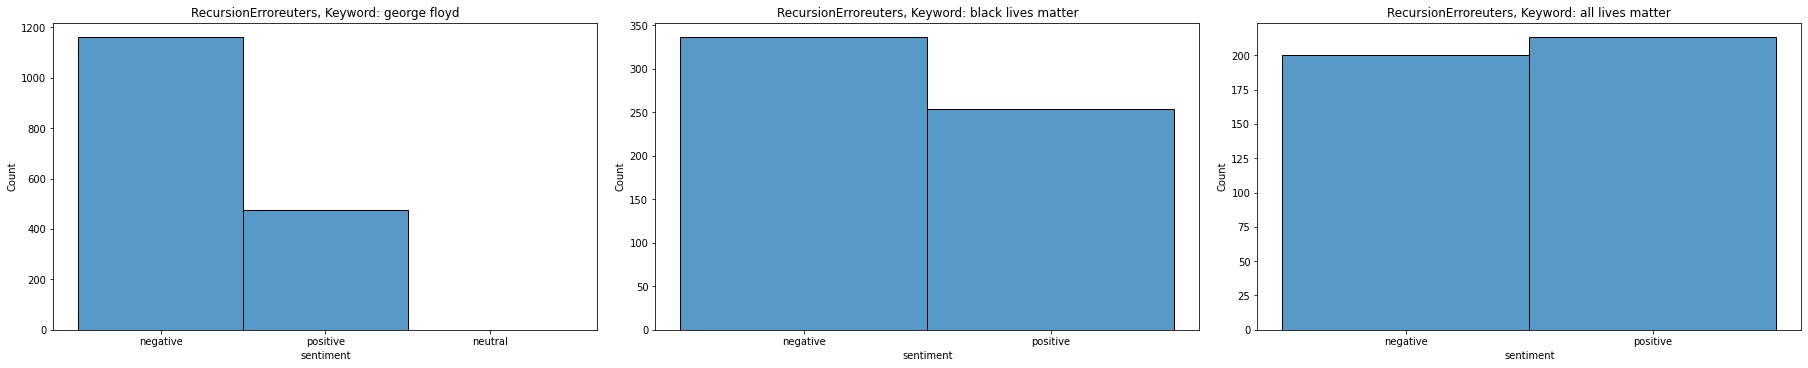 RecursionErroreuters, Keyword: george floyd
1200
1000
800
600
400
200
0
Count
negative positive neutral
sentiment
RecursionErroreuters, Keyword: black lives matter
350
300
250
200
150
100
50
0
Count
negative positive
sentiment
RecursionErroreuters, Keyword: all lives matter
200
175
150
125
100
75
50
25
0
Count
negative positive
sentiment